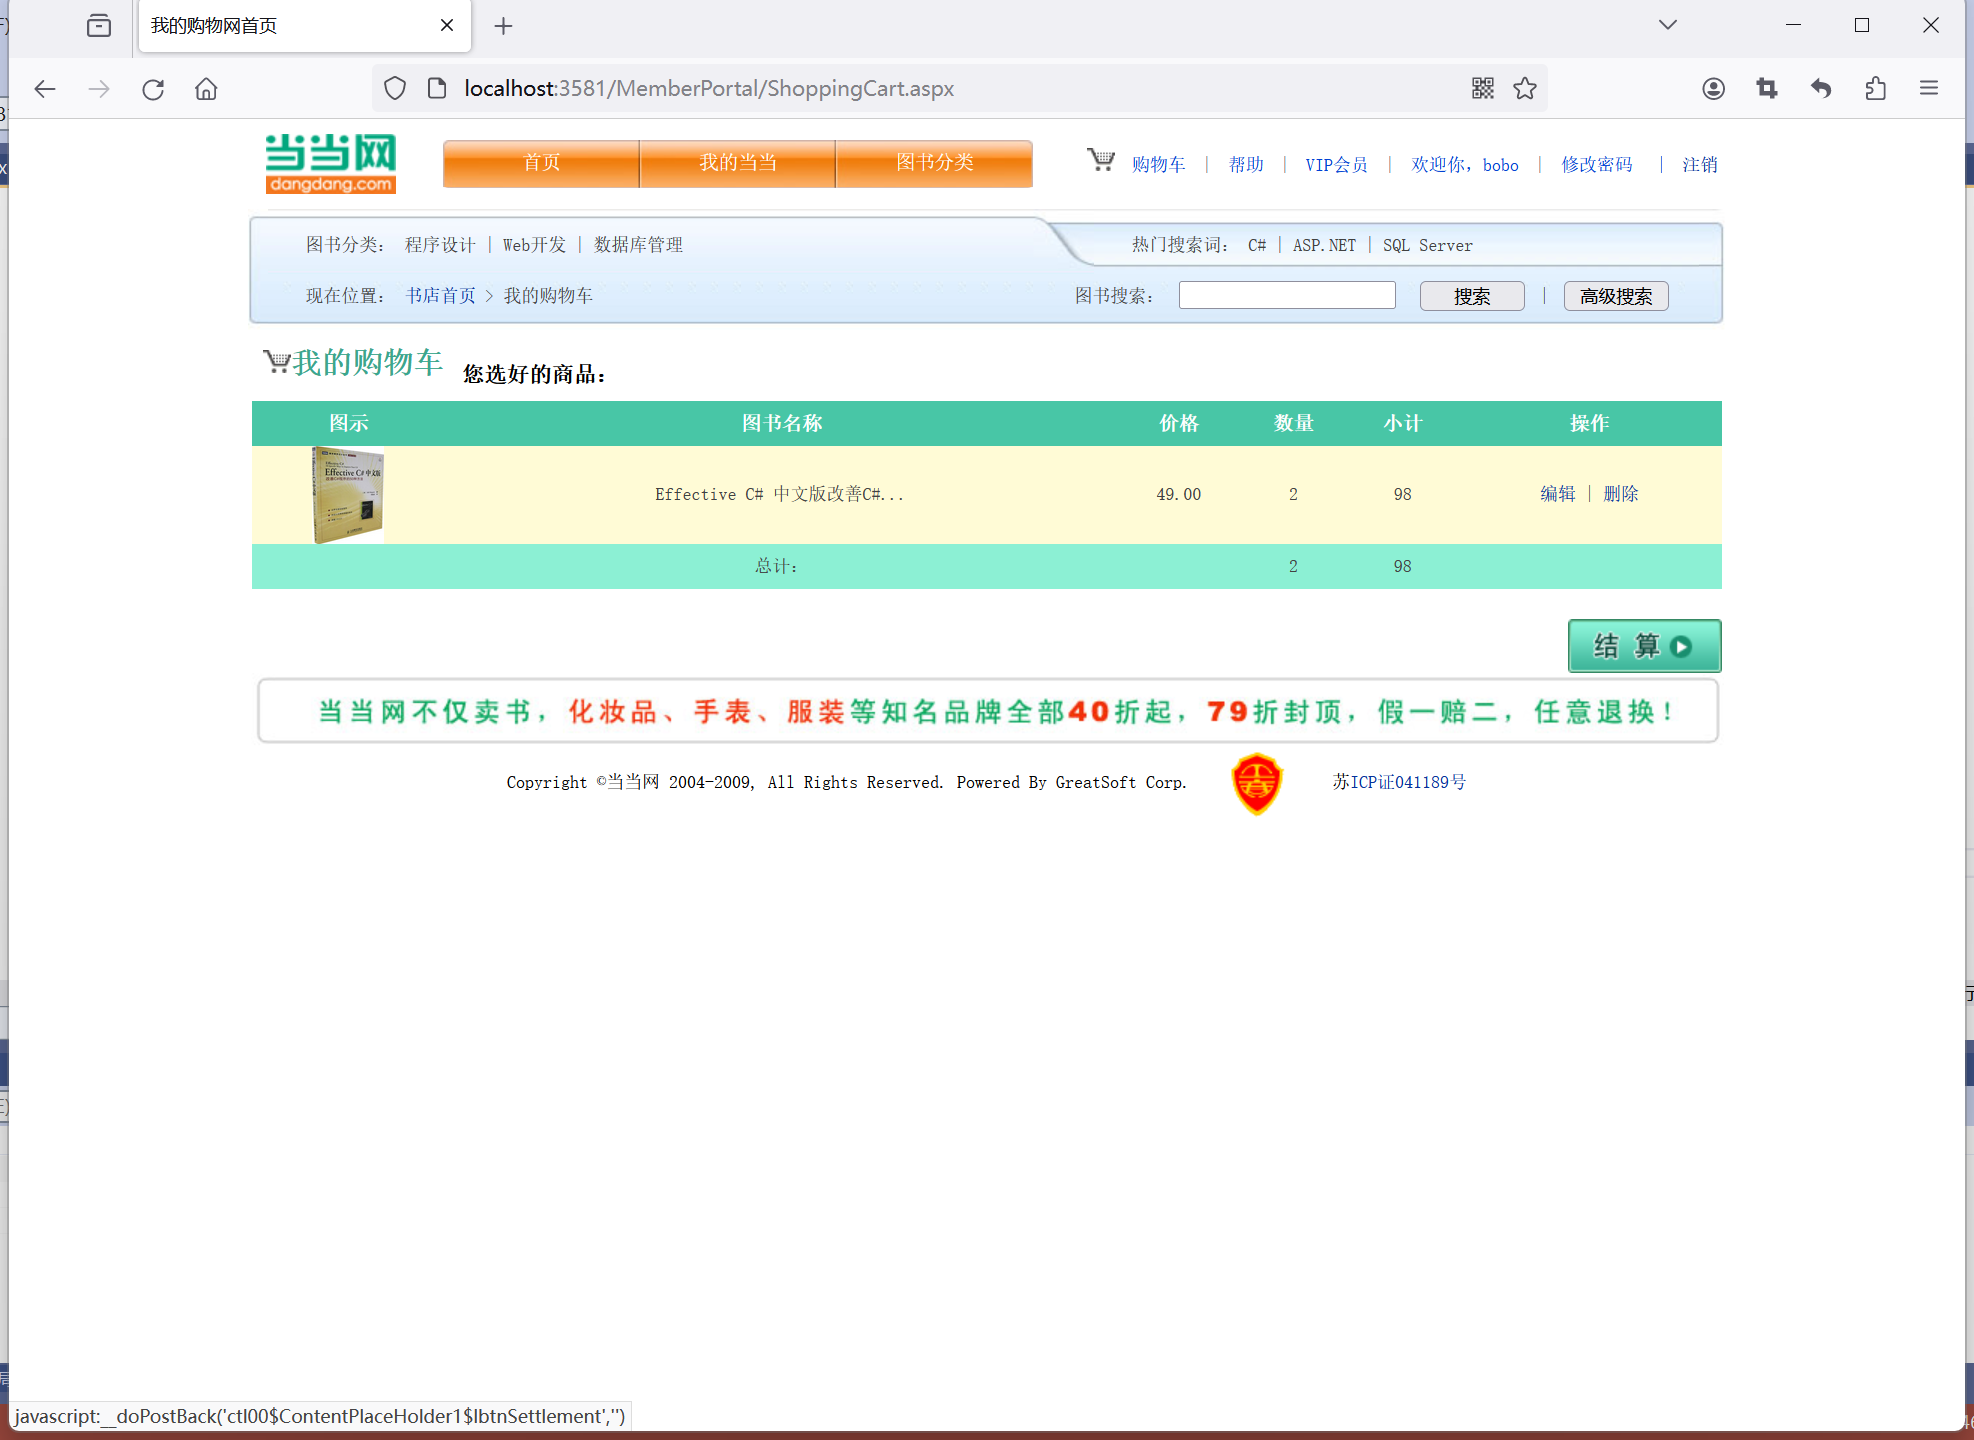 我的购物网首页
localhost:3581/MemberPortal/ShoppingCart.aspx
当当网
dangdang.com
首页
我的当当
图书分类
购物车 | 帮助 | VIP会员 | 欢迎你，bobo | 修改密码 | 注销
图书分类： 程序设计 | Web开发 | 数据库管理
热门搜索词： C# | ASP.NET | SQL Server
现在位置： 书店首页 > 我的购物车
图书搜索： 搜索 | 高级搜索
我的购物车 您选好的商品：
图示 图书名称 价格 数量 小计 操作
Effective C# 中文版
Effective C# 中文版改善C#... 49.00 2 98 编辑 | 删除
总计： 2 98
结 算
当当网不仅卖书，化妆品、手表、服装等知名品牌全部40折起，79折封顶，假一赔二，任意退换！
Copyright ©当当网 2004-2009, All Rights Reserved. Powered By GreatSoft Corp.
苏ICP证041189号
javascript:__doPostBack('ctl00$ContentPlaceHolder1$lbtnSettlement','')